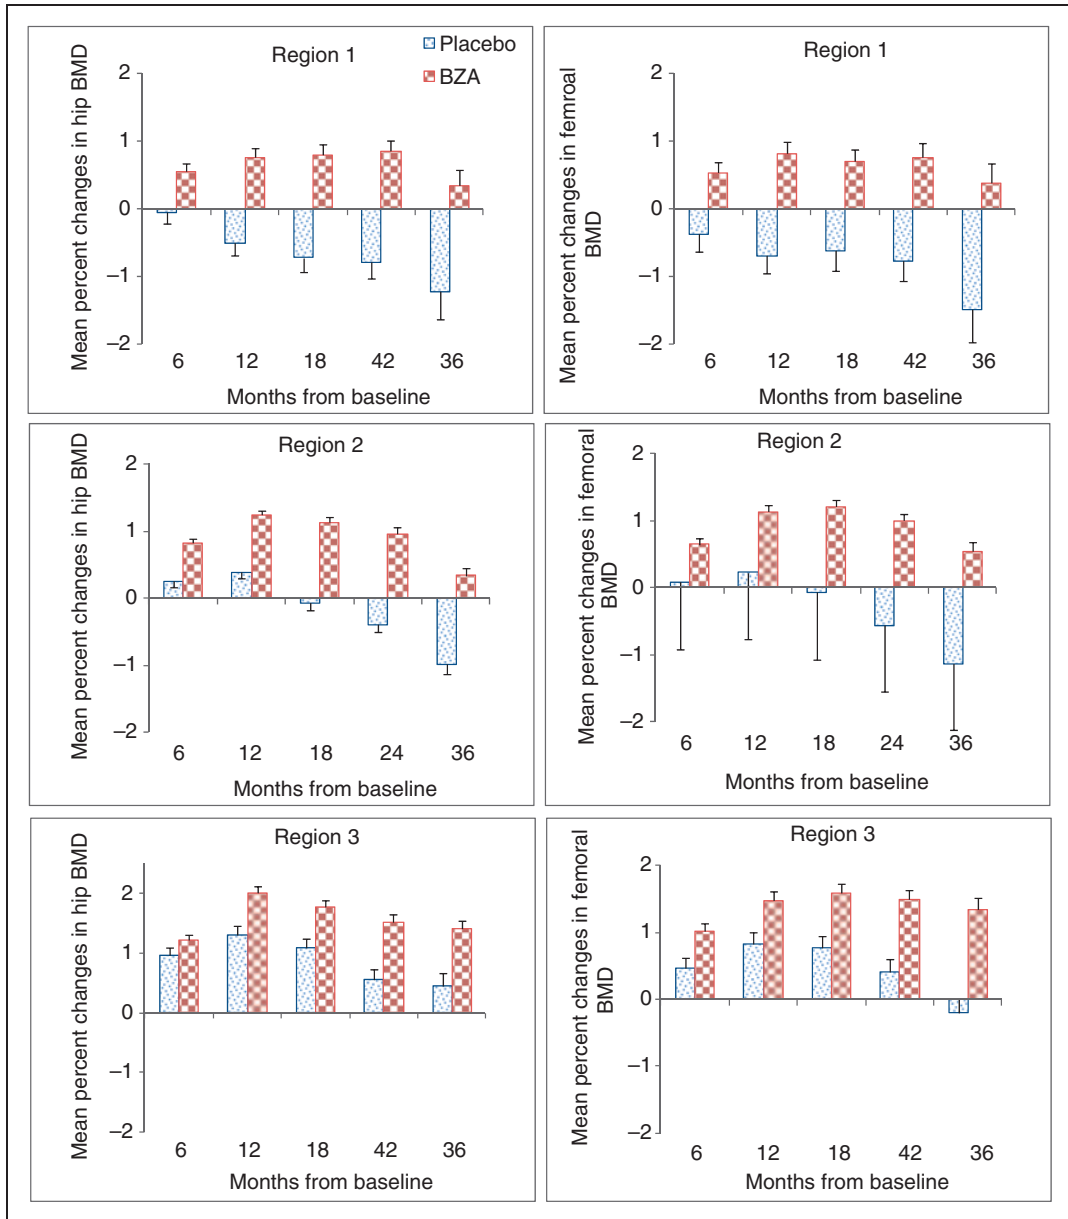 Region 1
Placebo
BZA
Mean percent changes in hip BMD
2
1
0
−1
−2
6 12 18 42 36
Months from baseline
Region 1
Mean percent changes in femroal
BMD
2
1
0
−1
−2
6 12 18 42 36
Months from baseline
Region 2
Mean percent changes in hip BMD
2
1
0
−1
−2
6 12 18 24 36
Months from baseline
Region 2
Mean percent changes in femoral
BMD
2
1
0
−1
−2
6 12 18 24 36
Months from baseline
Region 3
Mean percent changes in hip BMD
2
1
0
−1
−2
6 12 18 42 36
Months from baseline
Region 3
Mean percent changes in femoral
BMD
2
1
0
−1
−2
6 12 18 42 36
Months from baseline